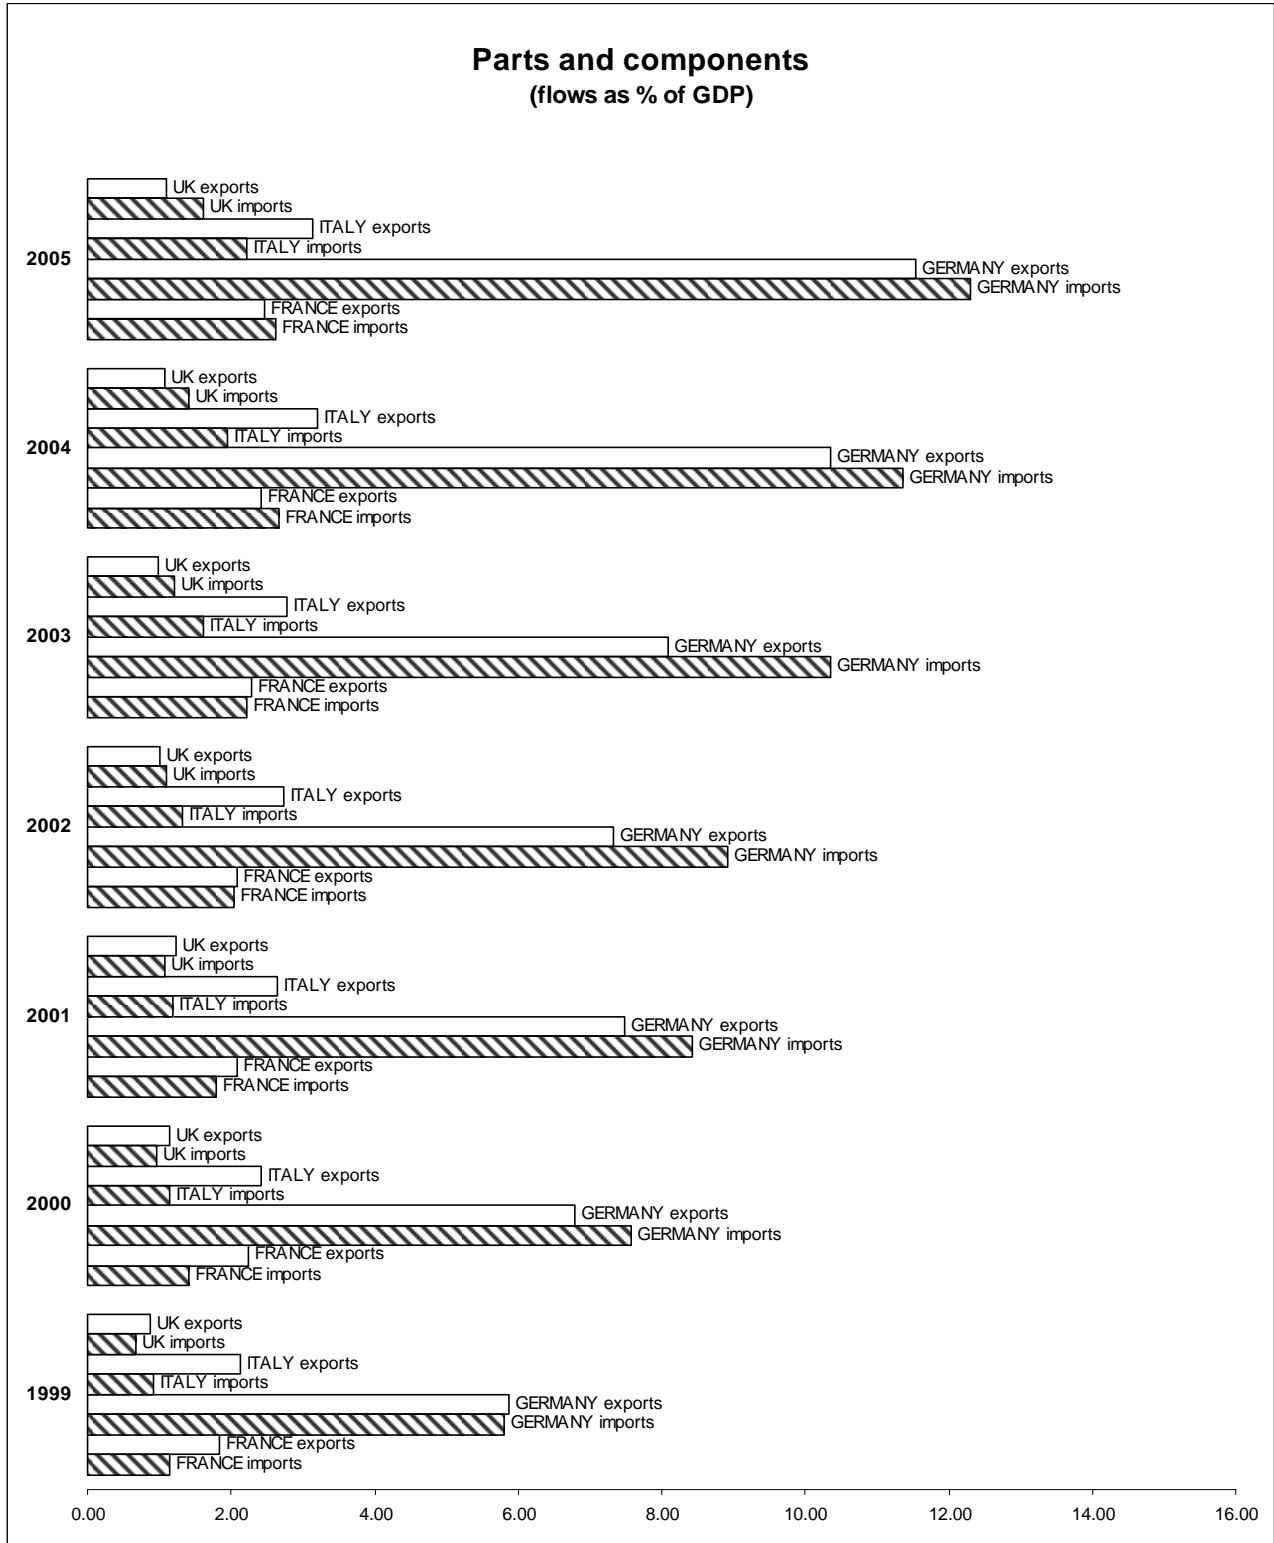 Parts and components
(flows as % of GDP)
UK exports
UK imports
ITALY exports
2005
ITALY imports
GERMANY exports
GERMANY imports
FRANCE exports
FRANCE imports
UK exports
UK imports
ITALY exports
2004
ITALY imports
GERMANY exports
GERMANY imports
FRANCE exports
FRANCE imports
UK exports
UK imports
ITALY exports
2003
ITALY imports
GERMANY exports
GERMANY imports
FRANCE exports
FRANCE imports
UK exports
UK imports
ITALY exports
2002
ITALY imports
GERMANY exports
GERMANY imports
FRANCE exports
FRANCE imports
UK exports
UK imports
ITALY exports
2001
ITALY imports
GERMANY exports
GERMANY imports
FRANCE exports
FRANCE imports
UK exports
UK imports
ITALY exports
2000
ITALY imports
GERMANY exports
GERMANY imports
FRANCE exports
FRANCE imports
UK exports
UK imports
ITALY exports
1999
ITALY imports
GERMANY exports
GERMANY imports
FRANCE exports
FRANCE imports
0.00 2.00 4.00 6.00 8.00 10.00 12.00 14.00 16.00